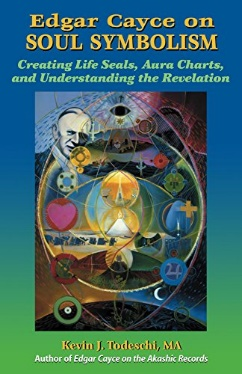 Edgar Cayce on
SOUL SYMBOLISM
Creating Life Seals, Aura Charts,
and Understanding the Revelation
Kevin J. Todeschi, MA
Author of Edgar Cayce on the Akashic Records